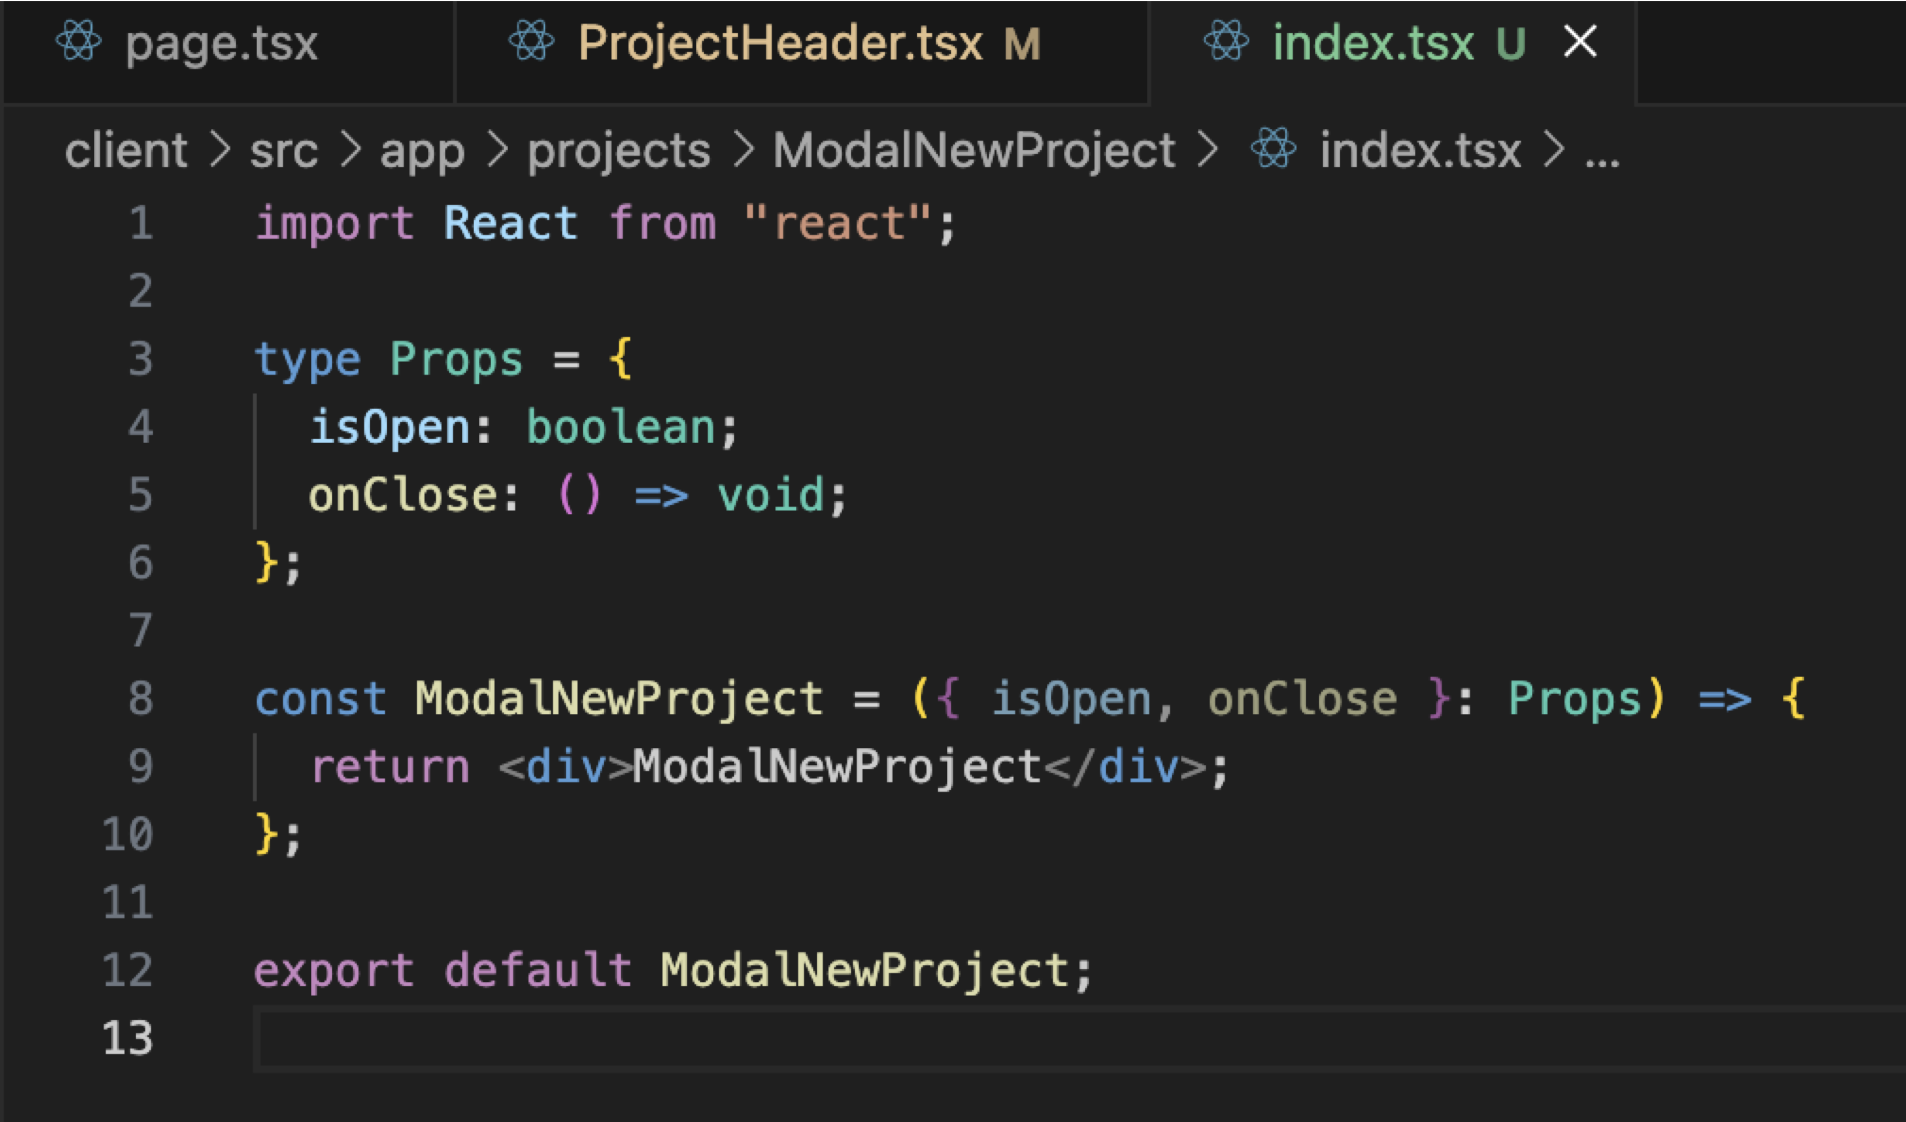 page.tsx ProjectHeader.tsx M index.tsx U
client > src > app > projects > ModalNewProject > index.tsx > ...
1 import React from "react";
2
3 type Props = {
4   isOpen: boolean;
5   onClose: () => void;
6 };
7
8 const ModalNewProject = ({ isOpen, onClose }: Props) => {
9   return <div>ModalNewProject</div>;
10 };
11
12 export default ModalNewProject;
13